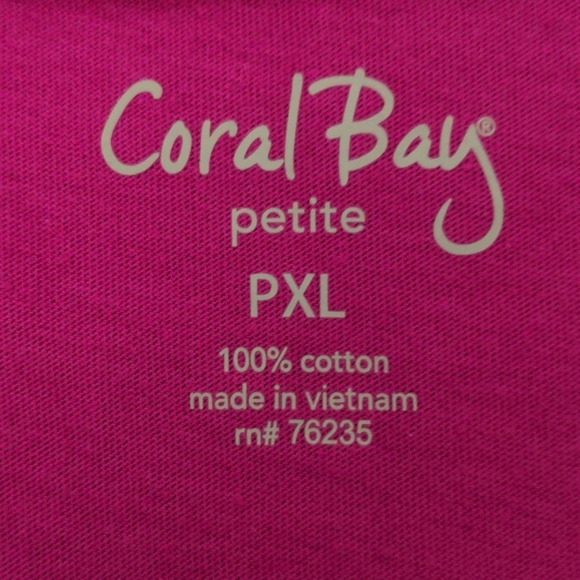 Coral Bay®
petite
PXL
100% cotton
made in vietnam
rn# 76235